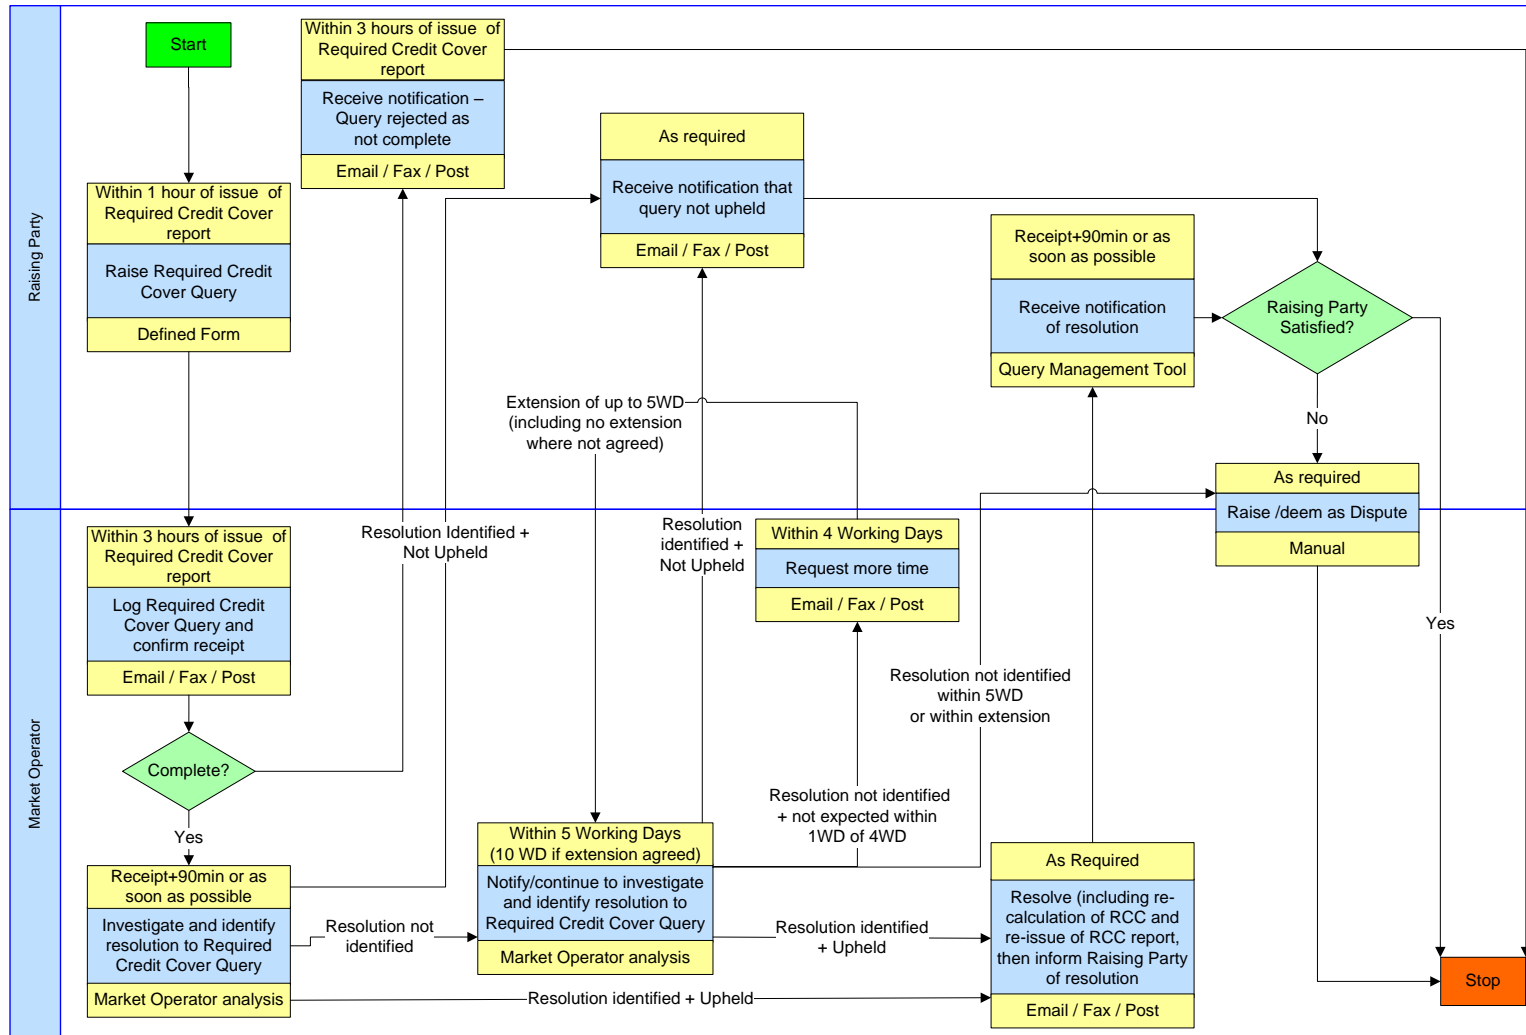 Raising Party
Start
Within 3 hours of issue of
Required Credit Cover
report
Receive notification –
Query rejected as
not complete
Email / Fax / Post
Within 1 hour of issue of
Required Credit Cover
report
Raise Required Credit
Cover Query
Defined Form
As required
Receive notification that
query not upheld
Email / Fax / Post
Receipt+90min or as
soon as possible
Receive notification
of resolution
Query Management Tool
Raising Party
Satisfied?
Extension of up to 5WD
(including no extension
where not agreed)
No
As required
Raise /deem as Dispute
Manual
Market Operator
Within 3 hours of issue of
Required Credit Cover
report
Log Required Credit
Cover Query and
confirm receipt
Email / Fax / Post
Resolution Identified +
Not Upheld
Resolution
identified +
Not Upheld
Within 4 Working Days
Request more time
Email / Fax / Post
Yes
Resolution not identified
within 5WD
or within extension
Complete?
Yes
Resolution not identified
+ not expected within
1WD of 4WD
Within 5 Working Days
(10 WD if extension agreed)
Notify/continue to investigate
and identify resolution to
Required Credit Cover Query
Market Operator analysis
Receipt+90min or as
soon as possible
Investigate and identify
resolution to Required
Credit Cover Query
Market Operator analysis
Resolution not
identified
Resolution identified
+ Upheld
Resolution identified + Upheld
As Required
Resolve (including re-
calculation of RCC and
re-issue of RCC report,
then inform Raising Party
of resolution
Email / Fax / Post
Stop